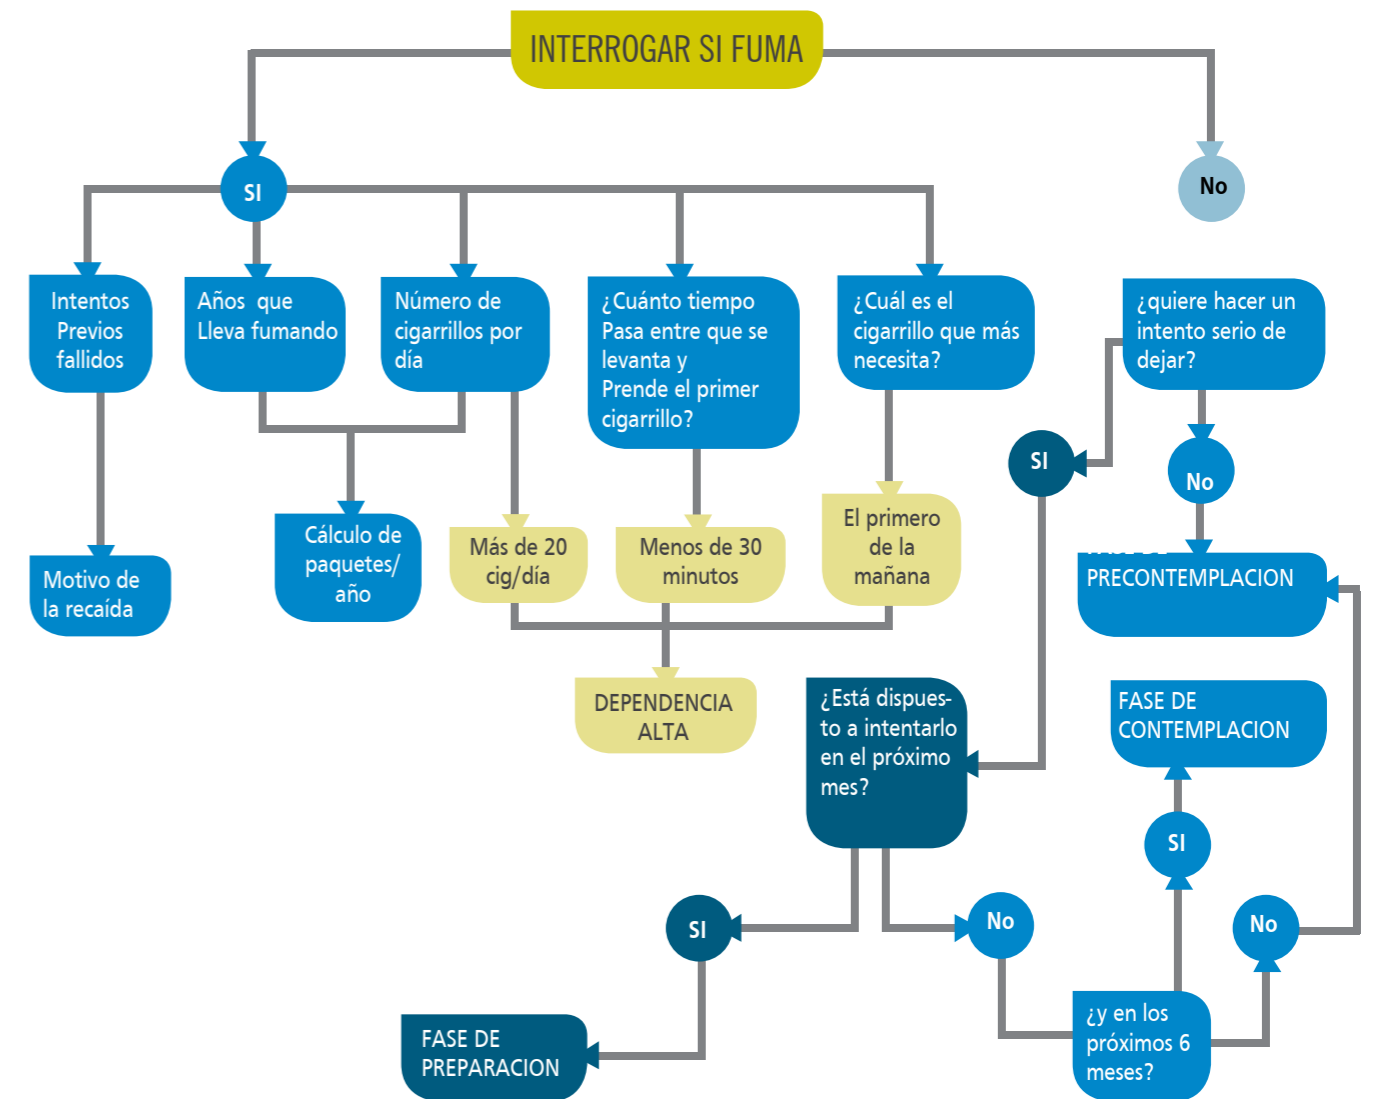 INTERROGAR SI FUMA
SI
No
Intentos
Previos
fallidos
Años que
Lleva fumando
Número de
cigarrillos por
día
¿Cuánto tiempo
Pasa entre que se
levanta y
Prende el primer
cigarrillo?
¿Cuál es el
cigarrillo que más
necesita?
¿quiere hacer un
intento serio de
dejar?
SI
No
Motivo de
la recaída
Cálculo de
paquetes/
año
Más de 20
cig/día
Menos de 30
minutos
El primero
de la
mañana
FASE DE
PRECONTEMPLACION
DEPENDENCIA
ALTA
¿Está dispues-
to a intentarlo
en el próximo
mes?
FASE DE
CONTEMPLACION
SI
SI
No
No
FASE DE
PREPARACION
¿y en los
próximos 6
meses?